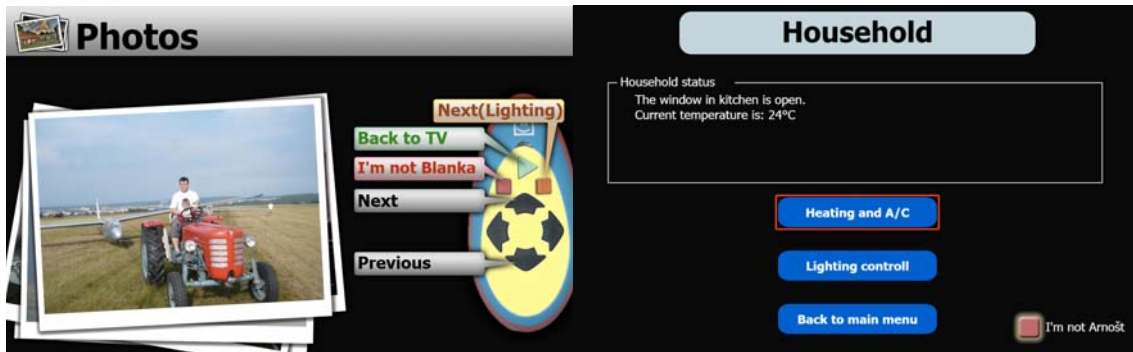 Photos
Next(Lighting)
Back to TV
I'm not Blanka
Next
Previous
Household
Household status
The window in kitchen is open.
Current temperature is: 24°C
Heating and A/C
Lighting controll
Back to main menu
I'm not Arnošt